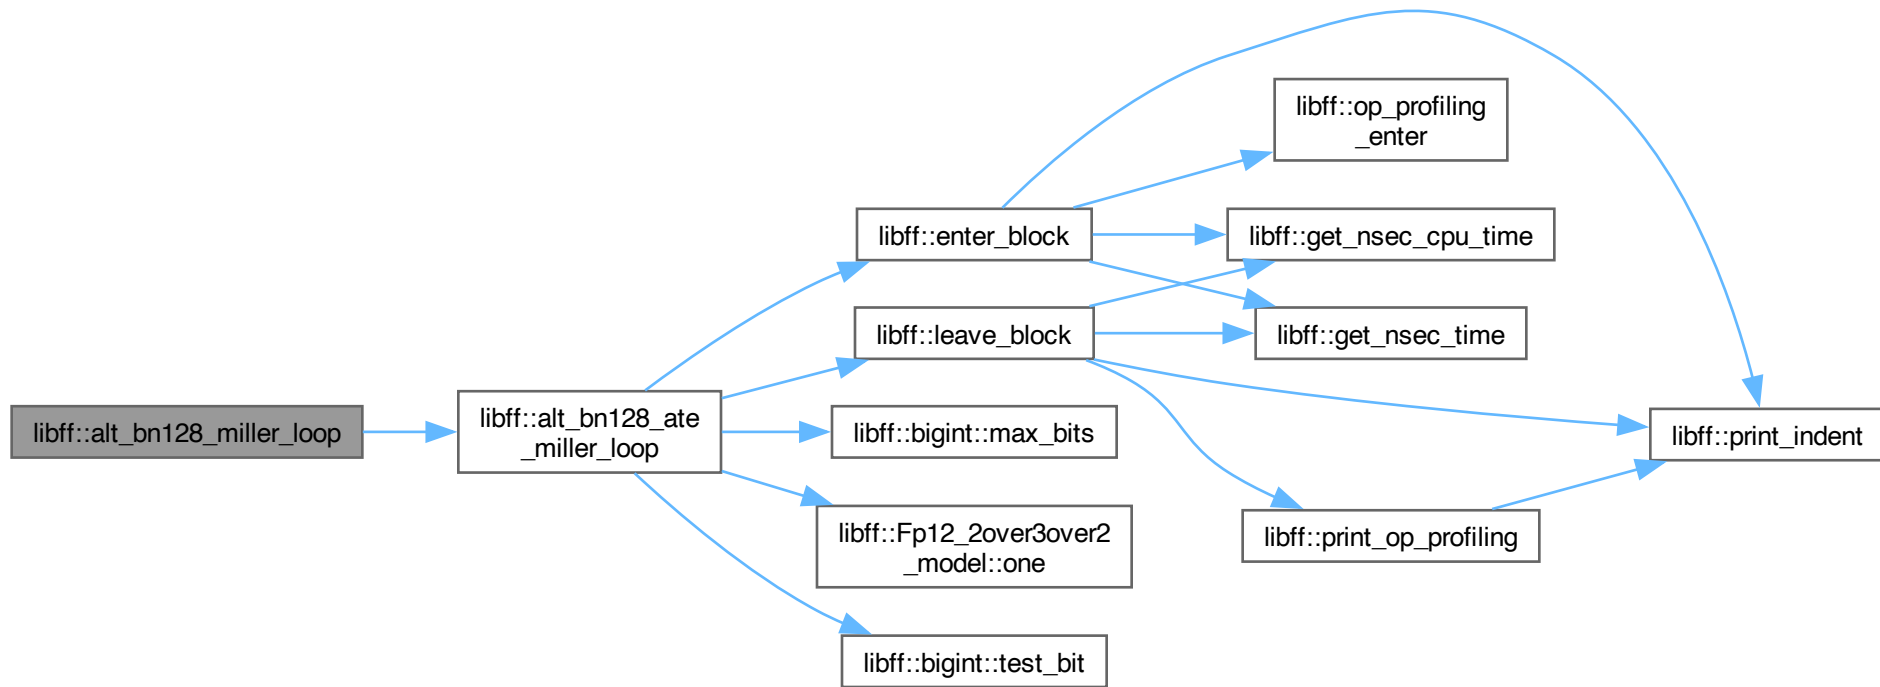 libff::alt_bn128_miller_loop
libff::alt_bn128_ate
_miller_loop
libff::enter_block
libff::leave_block
libff::bigint::max_bits
libff::Fp12_2over3over2
_model::one
libff::bigint::test_bit
libff::op_profiling
_enter
libff::get_nsec_cpu_time
libff::get_nsec_time
libff::print_op_profiling
libff::print_indent